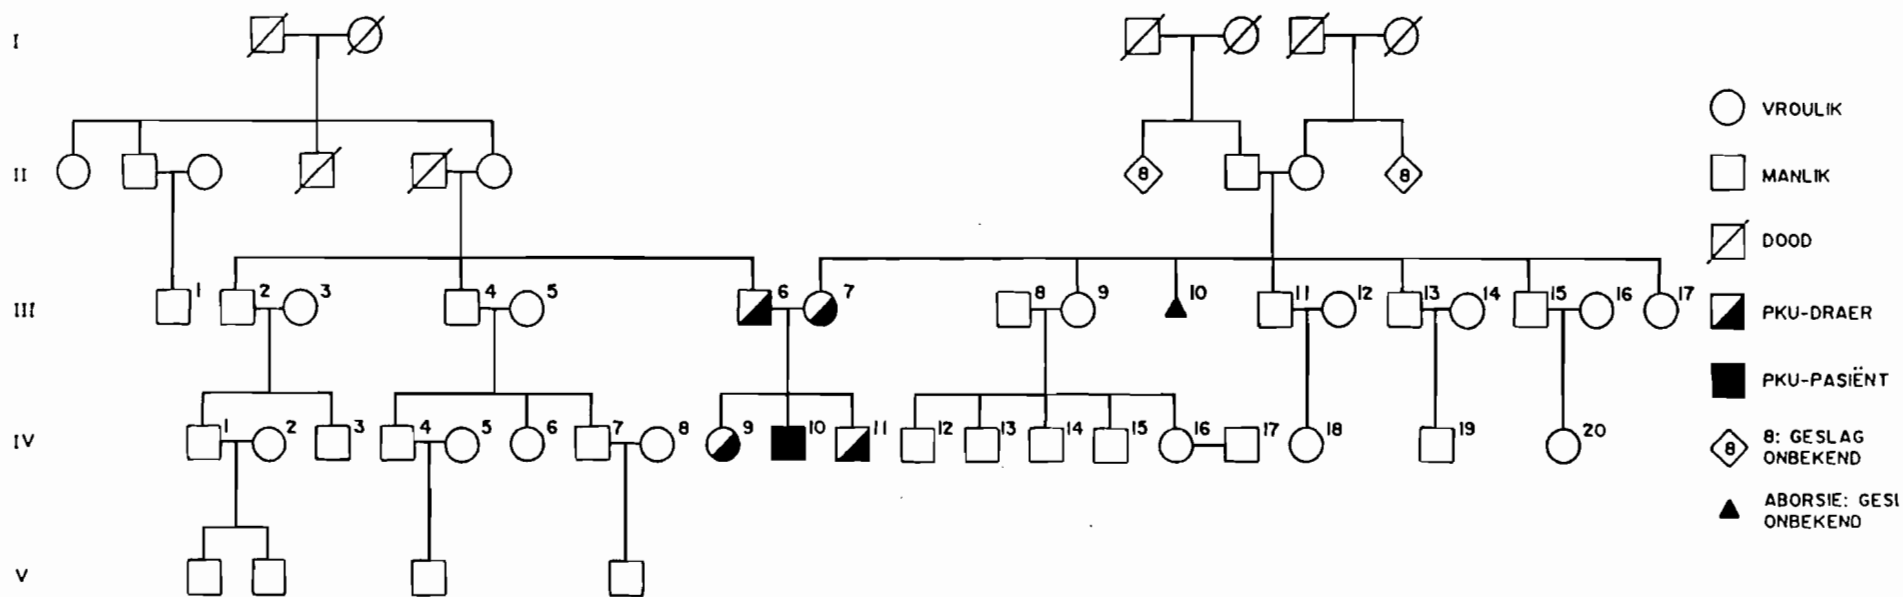 I
VROULIK
II
8
8
MANLIK
DOOD
III
1
2
3
4
5
6
7
8
9
10
11
12
13
14
15
16
17
PKU-DRAER
PKU-PASIËNT
IV
1
2
3
4
5
6
7
8
9
10
11
12
13
14
15
16
17
18
19
20
8
8: GESLAG
ONBEKEND
ABORSIE: GESL
ONBEKEND
V